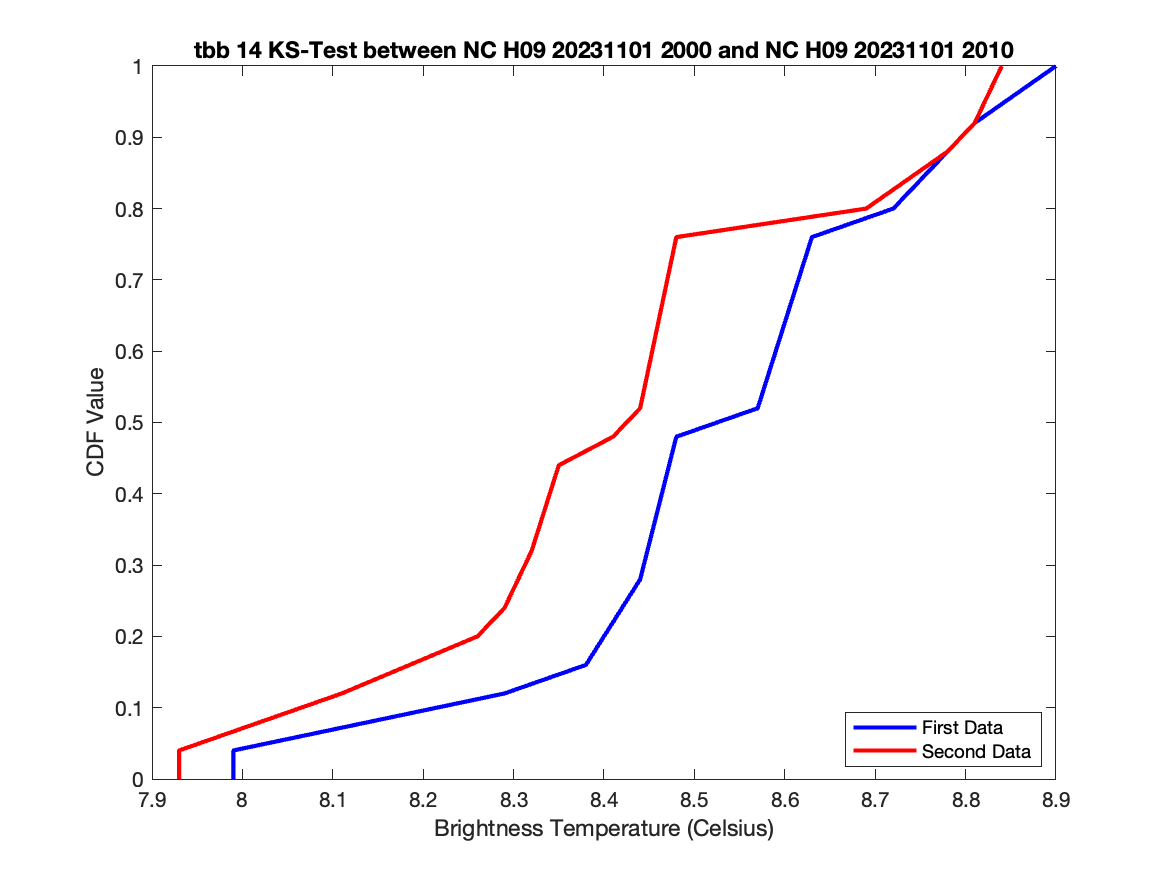 tbb 14 KS-Test between NC H09 20231101 2000 and NC H09 20231101 2010
1
0.9
0.8
0.7
0.6
0.5
0.4
0.3
0.2
0.1
0
CDF Value
7.9 8 8.1 8.2 8.3 8.4 8.5 8.6 8.7 8.8 8.9
Brightness Temperature (Celsius)
First Data
Second Data